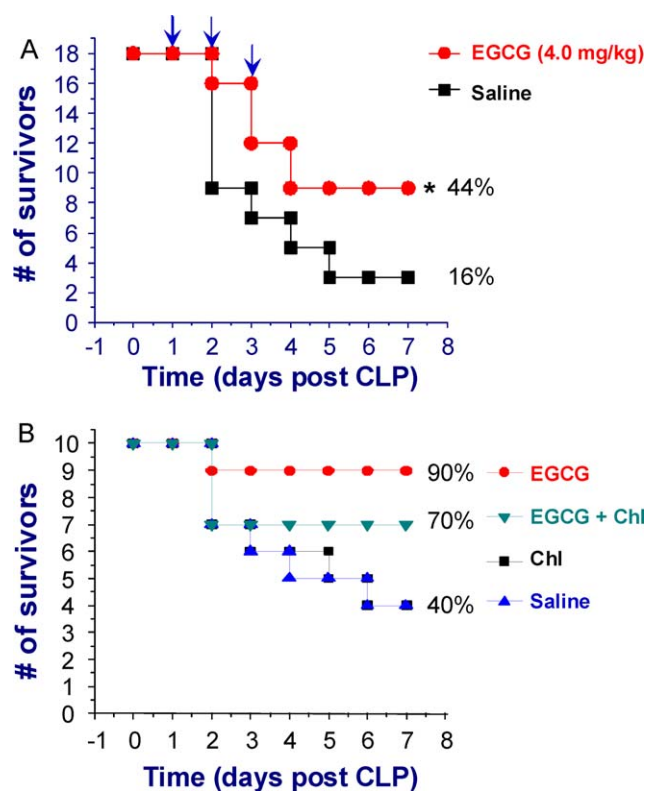 A
EGCG (4.0 mg/kg)
Saline
# of survivors
18
16
14
12
10
8
6
4
2
0
* 44%
16%
-1 0 1 2 3 4 5 6 7 8
Time (days post CLP)
B
EGCG
EGCG + Chl
Chl
Saline
# of survivors
10
9
8
7
6
5
4
3
2
1
0
90%
70%
40%
-1 0 1 2 3 4 5 6 7 8
Time (days post CLP)